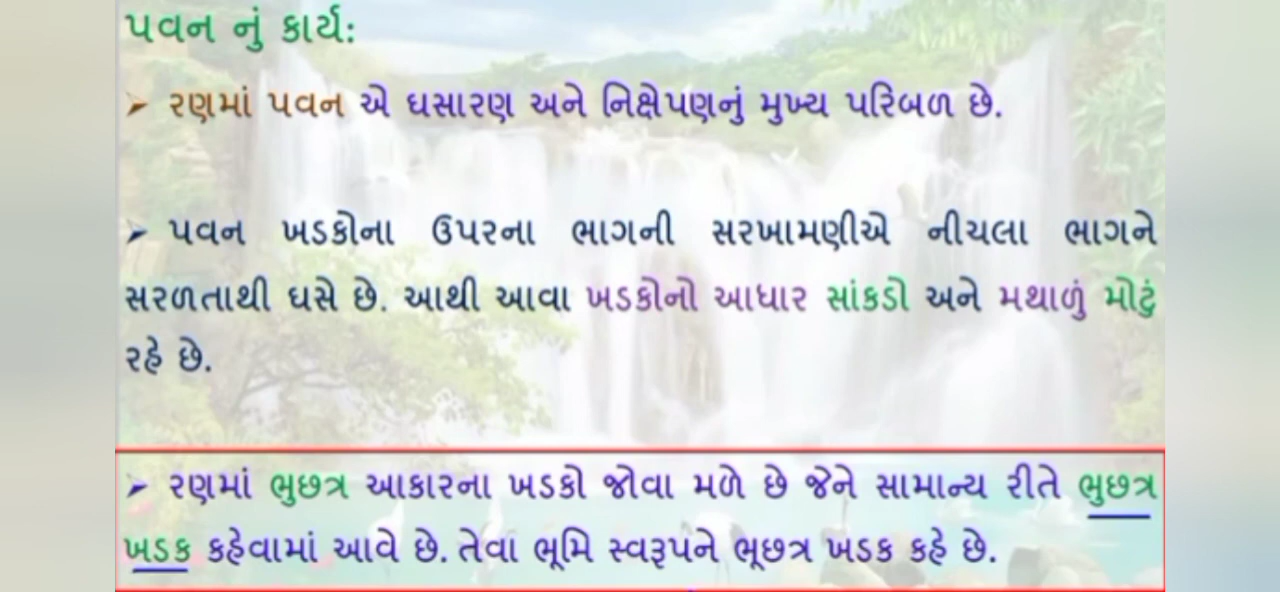 પવન નું કાર્ય:
➢ રણમાં પવન એ ઘસારણ અને નિક્ષેપણનું મુખ્ય પરિબળ છે.
➢ પવન ખડકોના ઉપરના ભાગની સરખામણીએ નીચલા ભાગને
સરળતાથી ઘસે છે. આથી આવા ખડકોનો આધાર સાંકડો અને મથાળું મોટું
રહે છે.
➢ રણમાં ભુછત્ર આકારના ખડકો જોવા મળે છે જેને સામાન્ય રીતે ભુછત્ર
ખડક કહેવામાં આવે છે. તેવા ભૂમિ સ્વરૂપને ભૂછત્ર ખડક કહે છે.